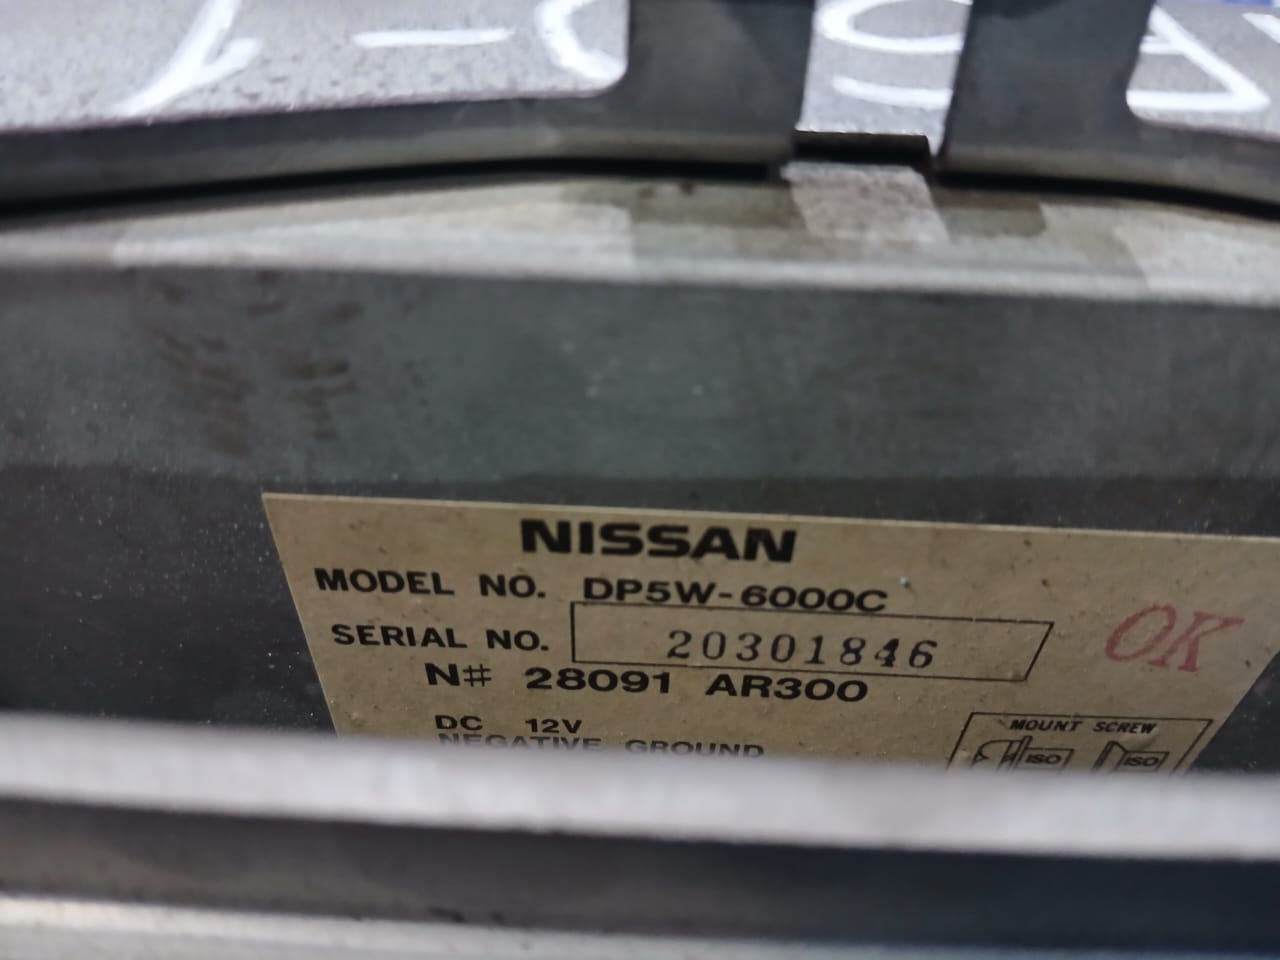 NISSAN
MODEL NO. DP5W-6000C
SERIAL NO. 20301846
OK
N# 28091 AR300
DC 12V
NEGATIVE GROUND
MOUNT SCREW
ISO ISO